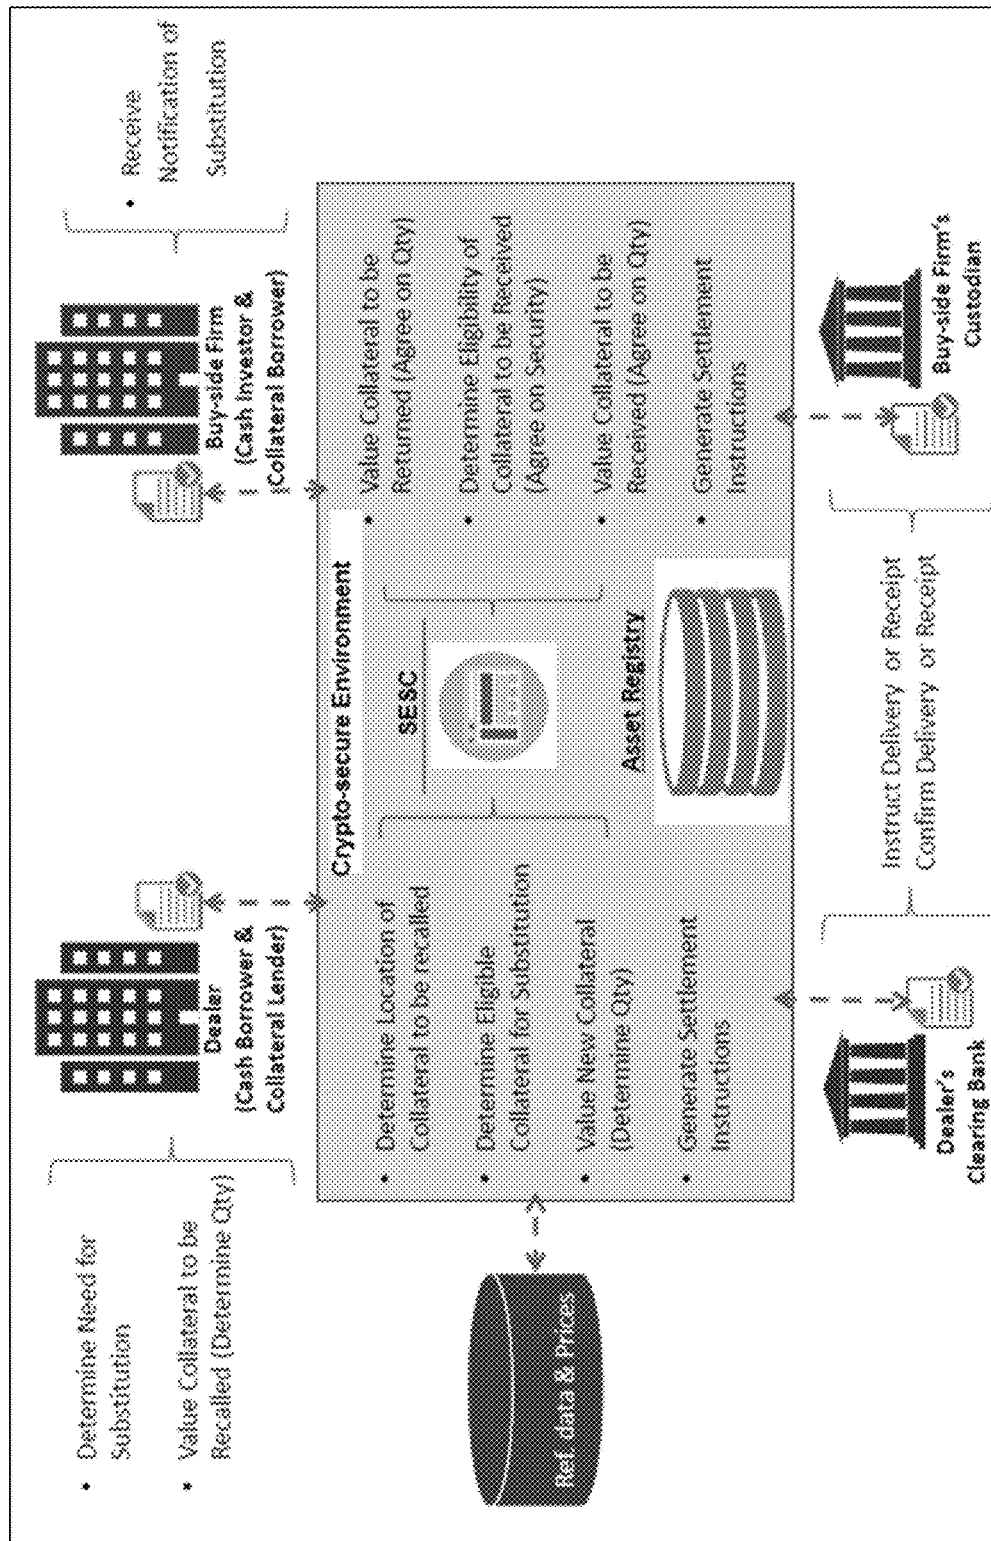 • Determine Need for
Substitution
• Value Collateral to be
Recalled (Determine Qty)
Dealer
(Cash Borrower &
Collateral Lender)
Buy-side Firm
(Cash Investor &
Collateral Borrower)
• Receive
Notification of
Substitution
Crypto-secure Environment
• Determine Location of
Collateral to be recalled
• Determine Eligible
Collateral for Substitution
• Value New Collateral
(Determine Qty)
• Generate Settlement
Instructions
SESC
Asset Registry
• Value Collateral to be
Returned (Agree on Qty)
• Determine Eligibility of
Collateral to be Received
(Agree on Security)
• Value Collateral to be
Received (Agree on Qty)
• Generate Settlement
Instructions
Ref. data & Prices
Dealer's
Clearing Bank
Instruct Delivery or Receipt
Confirm Delivery or Receipt
Buy-side Firm's
Custodian